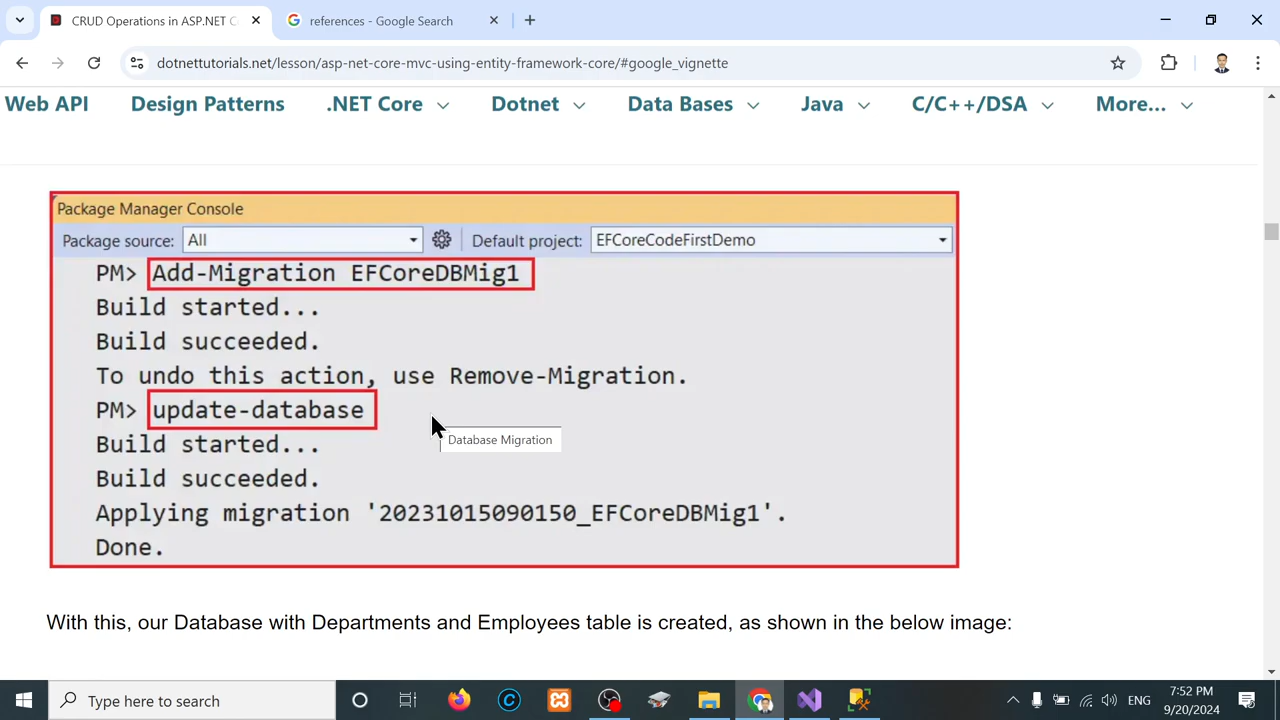 CRUD Operations in ASP.NET C
references - Google Search
dotnettutorials.net/lesson/asp-net-core-mvc-using-entity-framework-core/#google_vignette
Web API Design Patterns .NET Core Dotnet Data Bases Java C/C++/DSA More...
Package Manager Console
Package source: All Default project: EFCoreCodeFirstDemo
PM> Add-Migration EFCoreDBMig1
Build started...
Build succeeded.
To undo this action, use Remove-Migration.
PM> update-database
Build started...
Database Migration
Build succeeded.
Applying migration '20231015090150_EFCoreDBMig1'.
Done.
With this, our Database with Departments and Employees table is created, as shown in the below image:
Type here to search
ENG
7:52 PM
9/20/2024